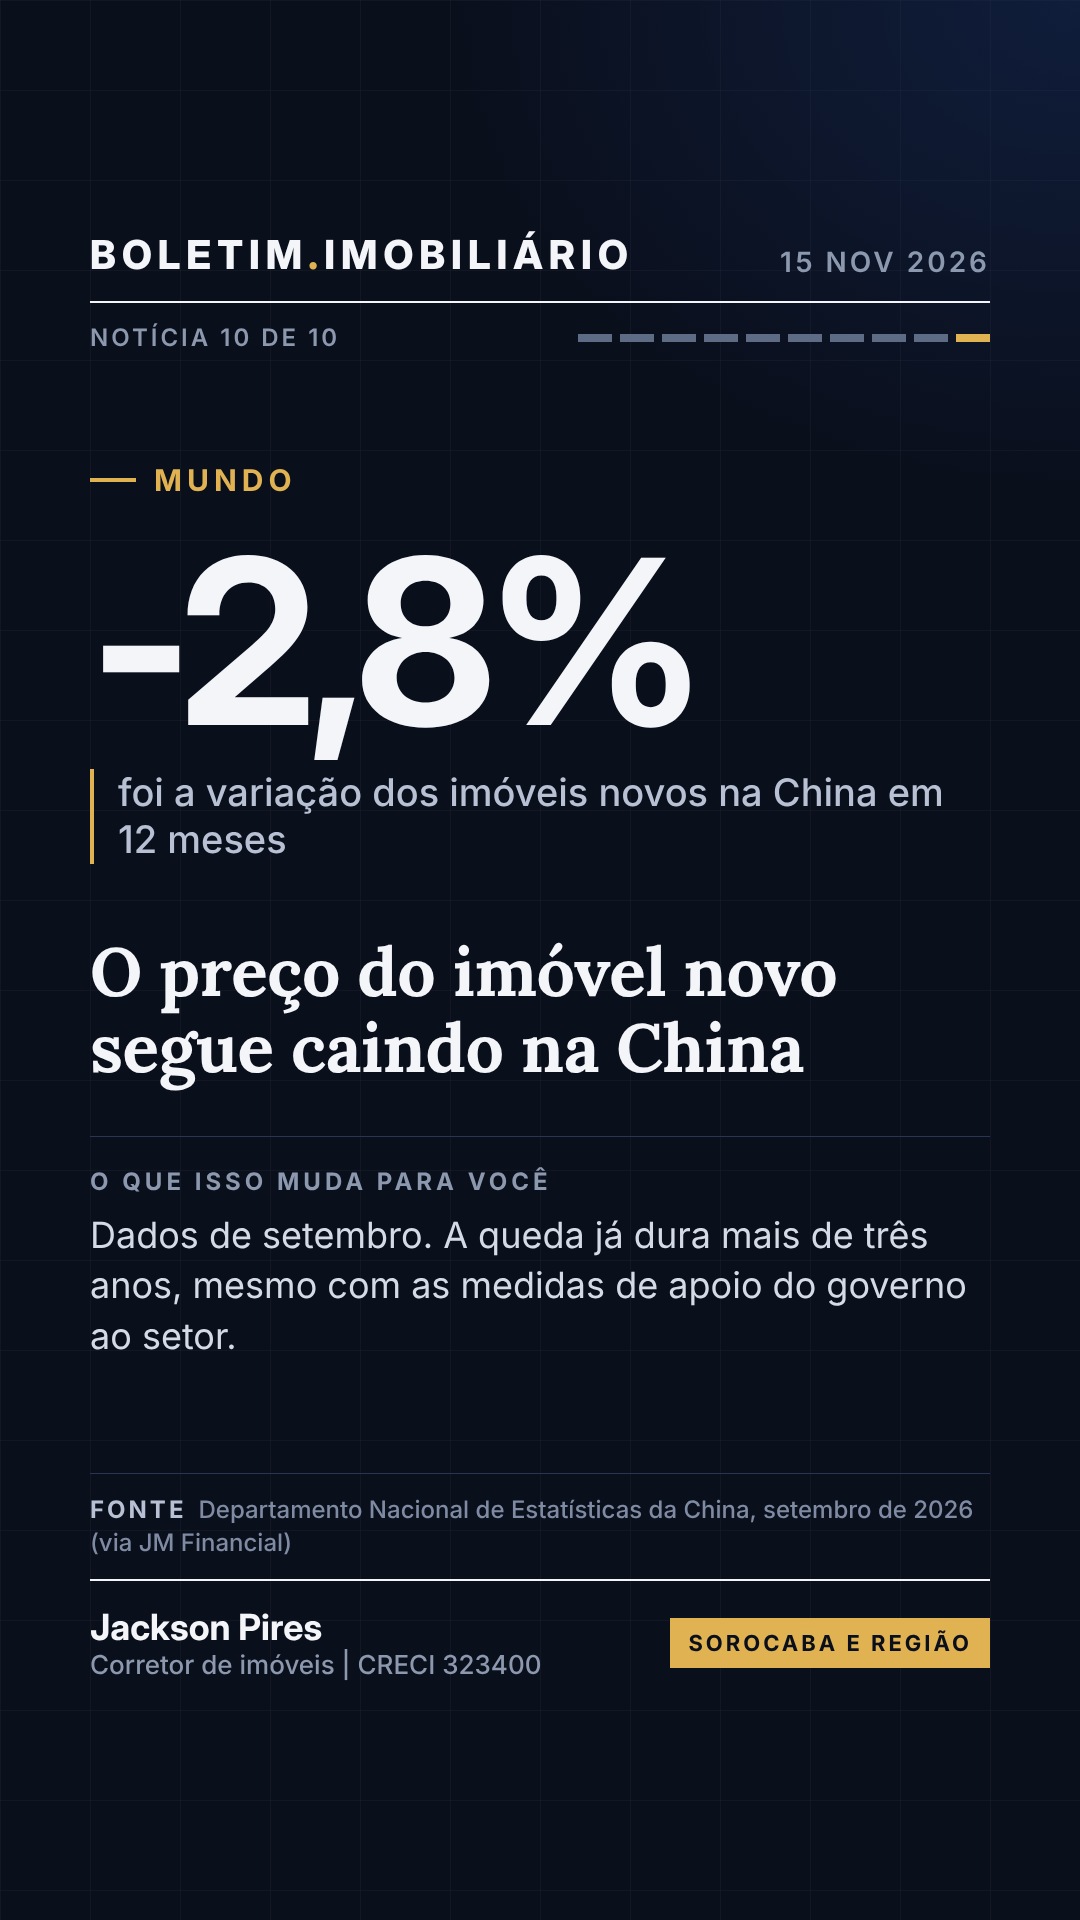 BOLETIM.IMOBILIÁRIO
15 NOV 2026
NOTÍCIA 10 DE 10
MUNDO
-2,8%
foi a variação dos imóveis novos na China em
12 meses
O preço do imóvel novo
segue caindo na China
O QUE ISSO MUDA PARA VOCÊ
Dados de setembro. A queda já dura mais de três
anos, mesmo com as medidas de apoio do governo
ao setor.
FONTE Departamento Nacional de Estatísticas da China, setembro de 2026
(via JM Financial)
Jackson Pires
Corretor de imóveis | CRECI 323400
SOROCABA E REGIÃO